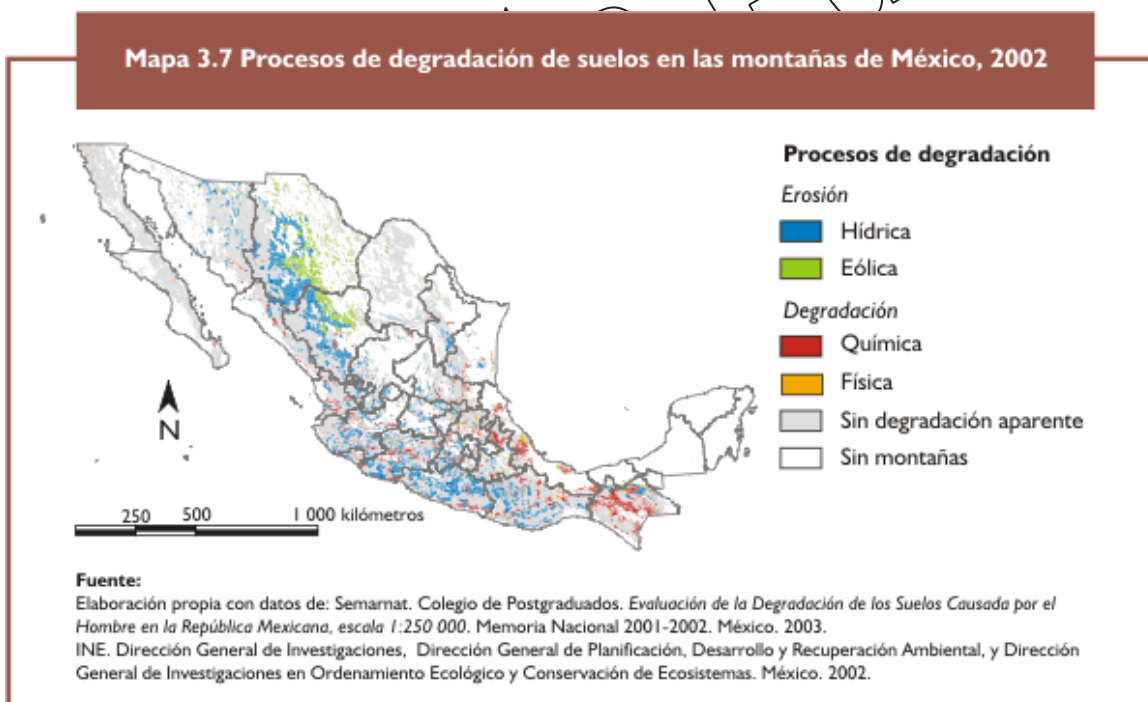 Mapa 3.7 Procesos de degradación de suelos en las montañas de México, 2002
Procesos de degradación
Erosión
Hídrica
Eólica
Degradación
Química
Física
Sin degradación aparente
Sin montañas
N
250 500 1 000 kilómetros
Fuente:
Elaboración propia con datos de: Semarnat. Colegio de Postgraduados. Evaluación de la Degradación de los Suelos Causada por el
Hombre en la República Mexicana, escala 1:250 000. Memoria Nacional 2001-2002. México. 2003.
INE. Dirección General de Investigaciones, Dirección General de Planificación, Desarrollo y Recuperación Ambiental, y Dirección
General de Investigaciones en Ordenamiento Ecológico y Conservación de Ecosistemas. México. 2002.